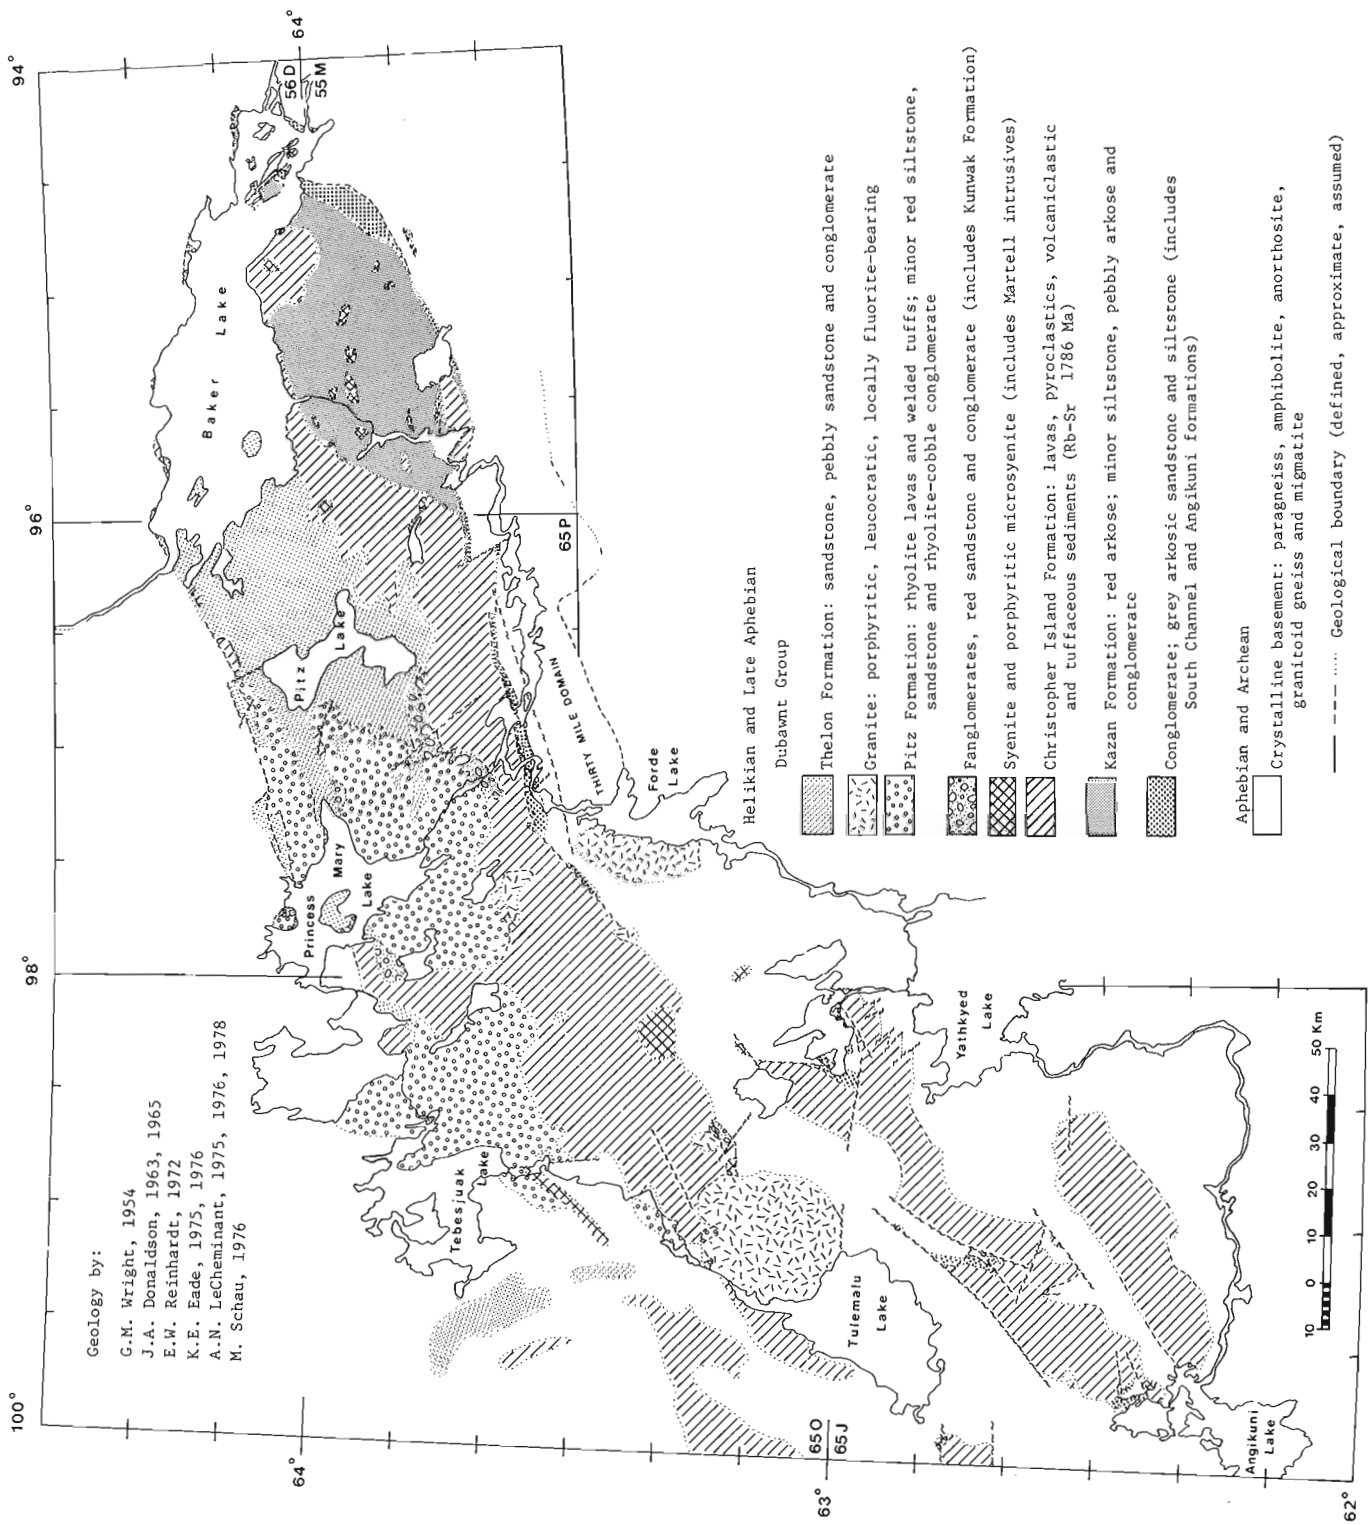 Geology by:
G.M. Wright, 1954
J.A. Donaldson, 1963, 1965
E.W. Reinhardt, 1972
K.E. Eade, 1975, 1976
A.N. LeCheminant, 1975, 1976, 1978
M. Schau, 1976
100°
98°
96°
94°
64°
64°
63°
62°
56 D
55 M
65 P
65 O
65 J
Baker Lake
Pitz Lake
Princess Mary Lake
Tebesjuak Lake
THIRTY MILE DOMAIN
Forde Lake
Tulemalu Lake
Yathkyed Lake
Angikuni Lake
10 0 10 20 30 40 50 Km
Helikian and Late Aphebian
Dubawnt Group
Thelon Formation: sandstone, pebbly sandstone and conglomerate
Granite: porphyritic, leucocratic, locally fluorite-bearing
Pitz Formation: rhyolite lavas and welded tuffs; minor red siltstone,
sandstone and rhyolite-cobble conglomerate
Fanglomerates, red sandstone and conglomerate (includes Kunwak Formation)
Syenite and porphyritic microsyenite (includes Martell intrusives)
Christopher Island Formation: lavas, pyroclastics, volcaniclastic
and tuffaceous sediments (Rb-Sr 1786 Ma)
Kazan Formation: red arkose; minor siltstone, pebbly arkose and
conglomerate
Conglomerate; grey arkosic sandstone and siltstone (includes
South Channel and Angikuni formations)
Aphebian and Archean
Crystalline basement: paragneiss, amphibolite, anorthosite,
granitoid gneiss and migmatite
Geological boundary (defined, approximate, assumed)